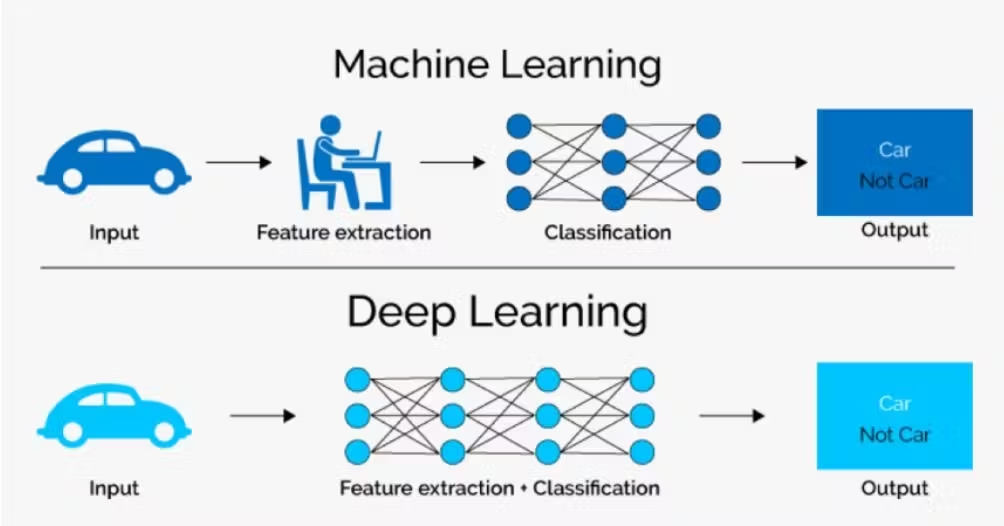 Machine Learning
Input
Feature extraction
Classification
Car
Not Car
Output
Deep Learning
Input
Feature extraction + Classification
Car
Not Car
Output